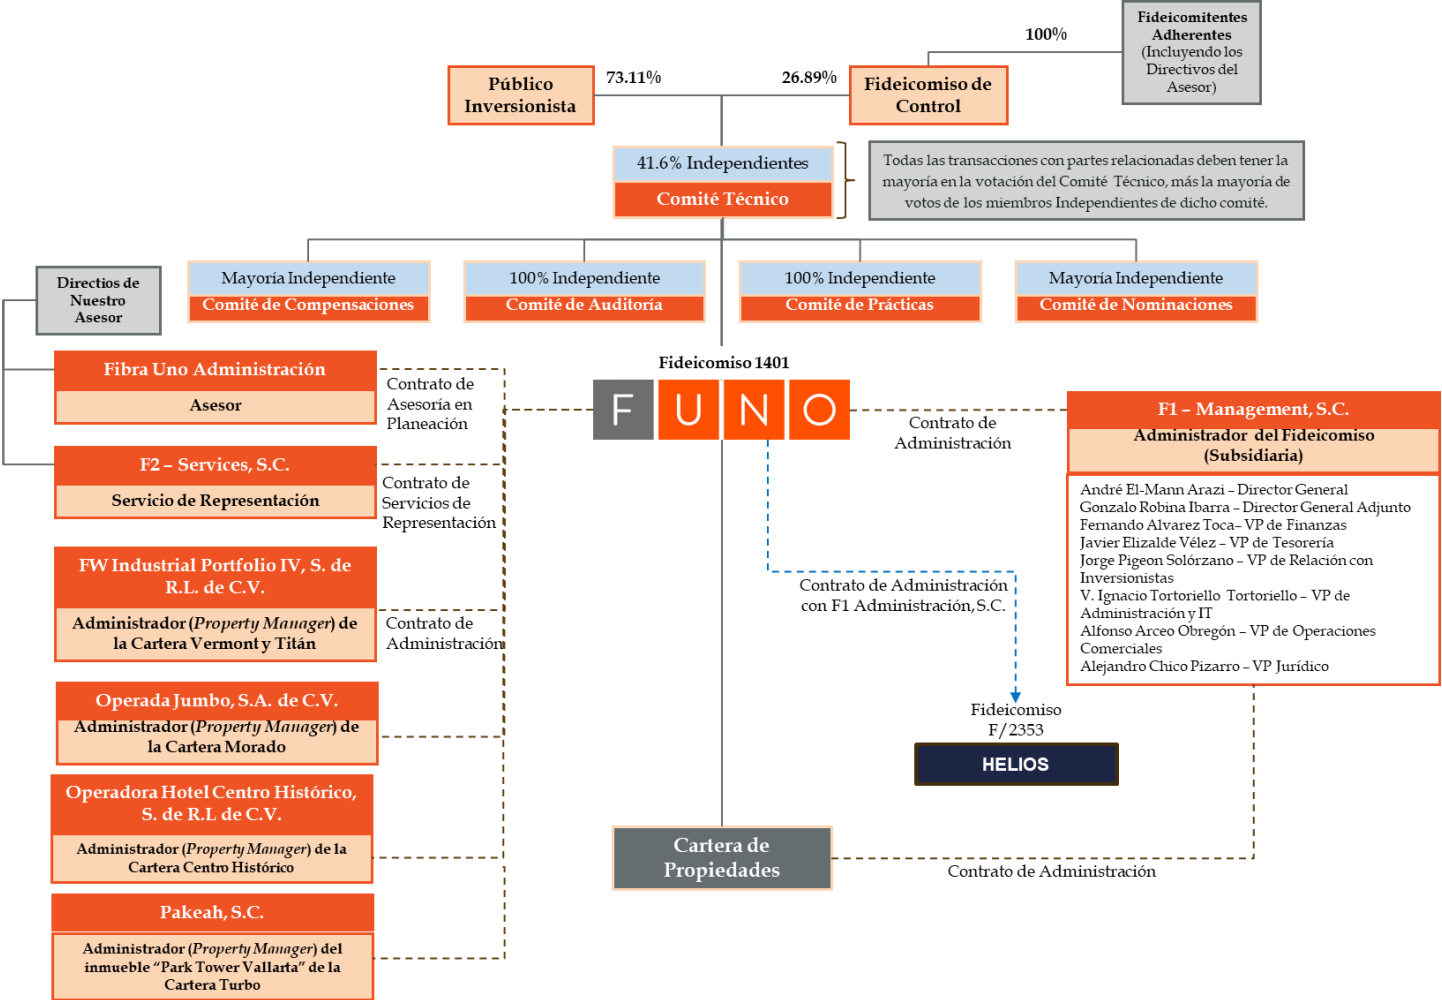 Fideicomitentes
Adherentes
(Incluyendo los
Directivos del
Asesor)
100%
Público
Inversionista
73.11%
26.89%
Fideicomiso de
Control
41.6% Independientes
Comité Técnico
Todas las transacciones con partes relacionadas deben tener la
mayoría en la votación del Comité Técnico, más la mayoría de
votos de los miembros Independientes de dicho comité.
Mayoría Independiente
Comité de Compensaciones
100% Independiente
Comité de Auditoría
100% Independiente
Comité de Prácticas
Mayoría Independiente
Comité de Nominaciones
Directios de
Nuestro
Asesor
Fibra Uno Administración
Asesor
Contrato de
Asesoría en
Planeación
F2 – Services, S.C.
Servicio de Representación
Contrato de
Servicios de
Representación
FW Industrial Portfolio IV, S. de
R.L. de C.V.
Administrador (Property Manager) de
la Cartera Vermont y Titán
Contrato de
Administración
Operada Jumbo, S.A. de C.V.
Administrador (Property Manager) de
la Cartera Morado
Operadora Hotel Centro Histórico,
S. de R.L de C.V.
Administrador (Property Manager) de la
Cartera Centro Histórico
Pakeah, S.C.
Administrador (Property Manager) del
inmueble “Park Tower Vallarta” de la
Cartera Turbo
Fideicomiso 1401
FUNO
Contrato de
Administración
F1 – Management, S.C.
Administrador del Fideicomiso
(Subsidiaria)
André El-Mann Arazi – Director General
Gonzalo Robina Ibarra – Director General Adjunto
Fernando Alvarez Toca– VP de Finanzas
Javier Elizalde Vélez – VP de Tesorería
Jorge Pigeon Solórzano – VP de Relación con
Inversionistas
V. Ignacio Tortoriello Tortoriello – VP de
Administración y IT
Alfonso Arceo Obregón – VP de Operaciones
Comerciales
Alejandro Chico Pizarro – VP Jurídico
Contrato de Administración
con F1 Administración, S.C.
Fideicomiso
F/2353
HELIOS
Cartera de
Propiedades
Contrato de Administración